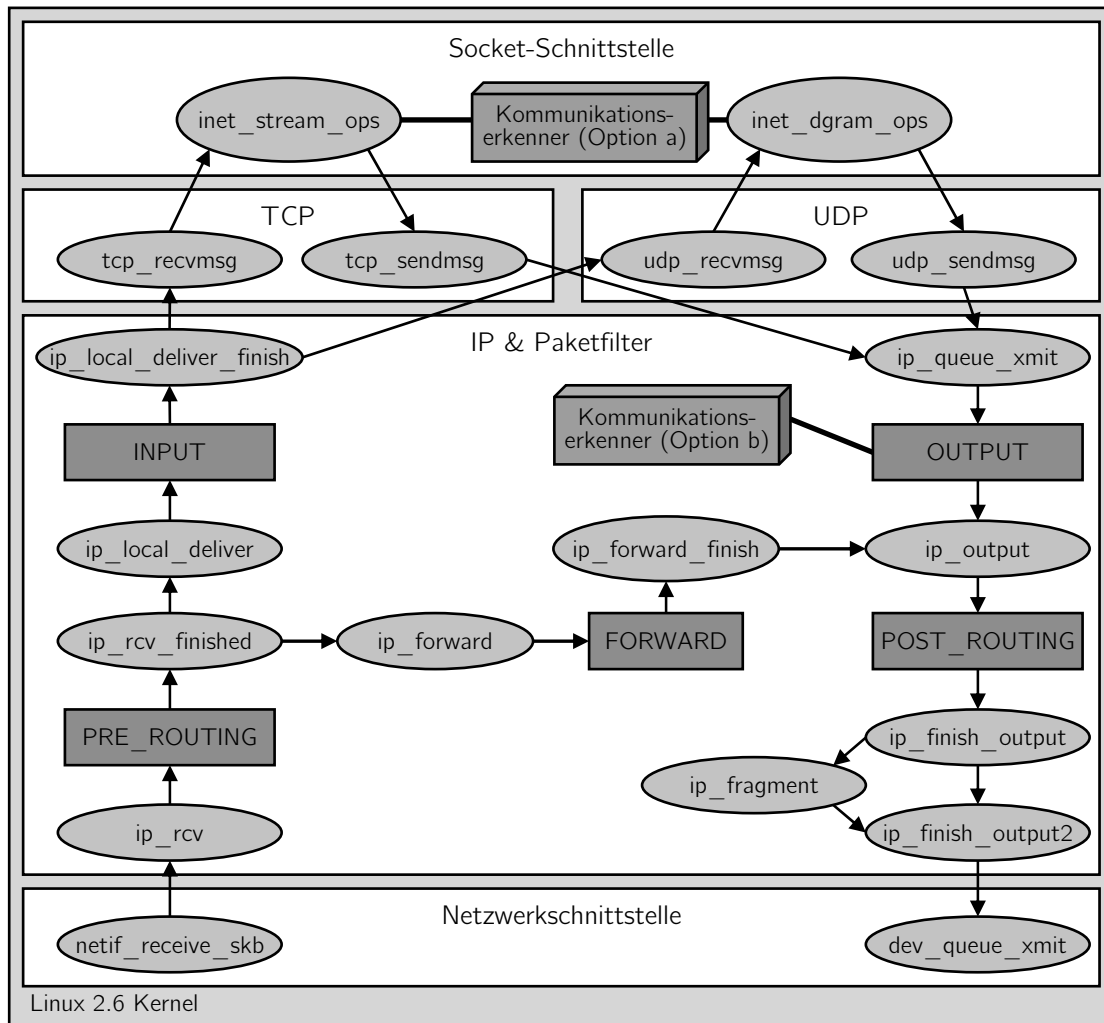 Socket-Schnittstelle
inet_stream_ops
Kommunikations-
erkenner (Option a)
inet_dgram_ops
TCP
UDP
tcp_recvmsg
tcp_sendmsg
udp_recvmsg
udp_sendmsg
IP & Paketfilter
ip_local_deliver_finish
ip_queue_xmit
Kommunikations-
erkenner (Option b)
INPUT
OUTPUT
ip_local_deliver
ip_forward_finish
ip_output
ip_rcv_finished
ip_forward
FORWARD
POST_ROUTING
PRE_ROUTING
ip_finish_output
ip_fragment
ip_rcv
ip_finish_output2
Netzwerkschnittstelle
netif_receive_skb
dev_queue_xmit
Linux 2.6 Kernel